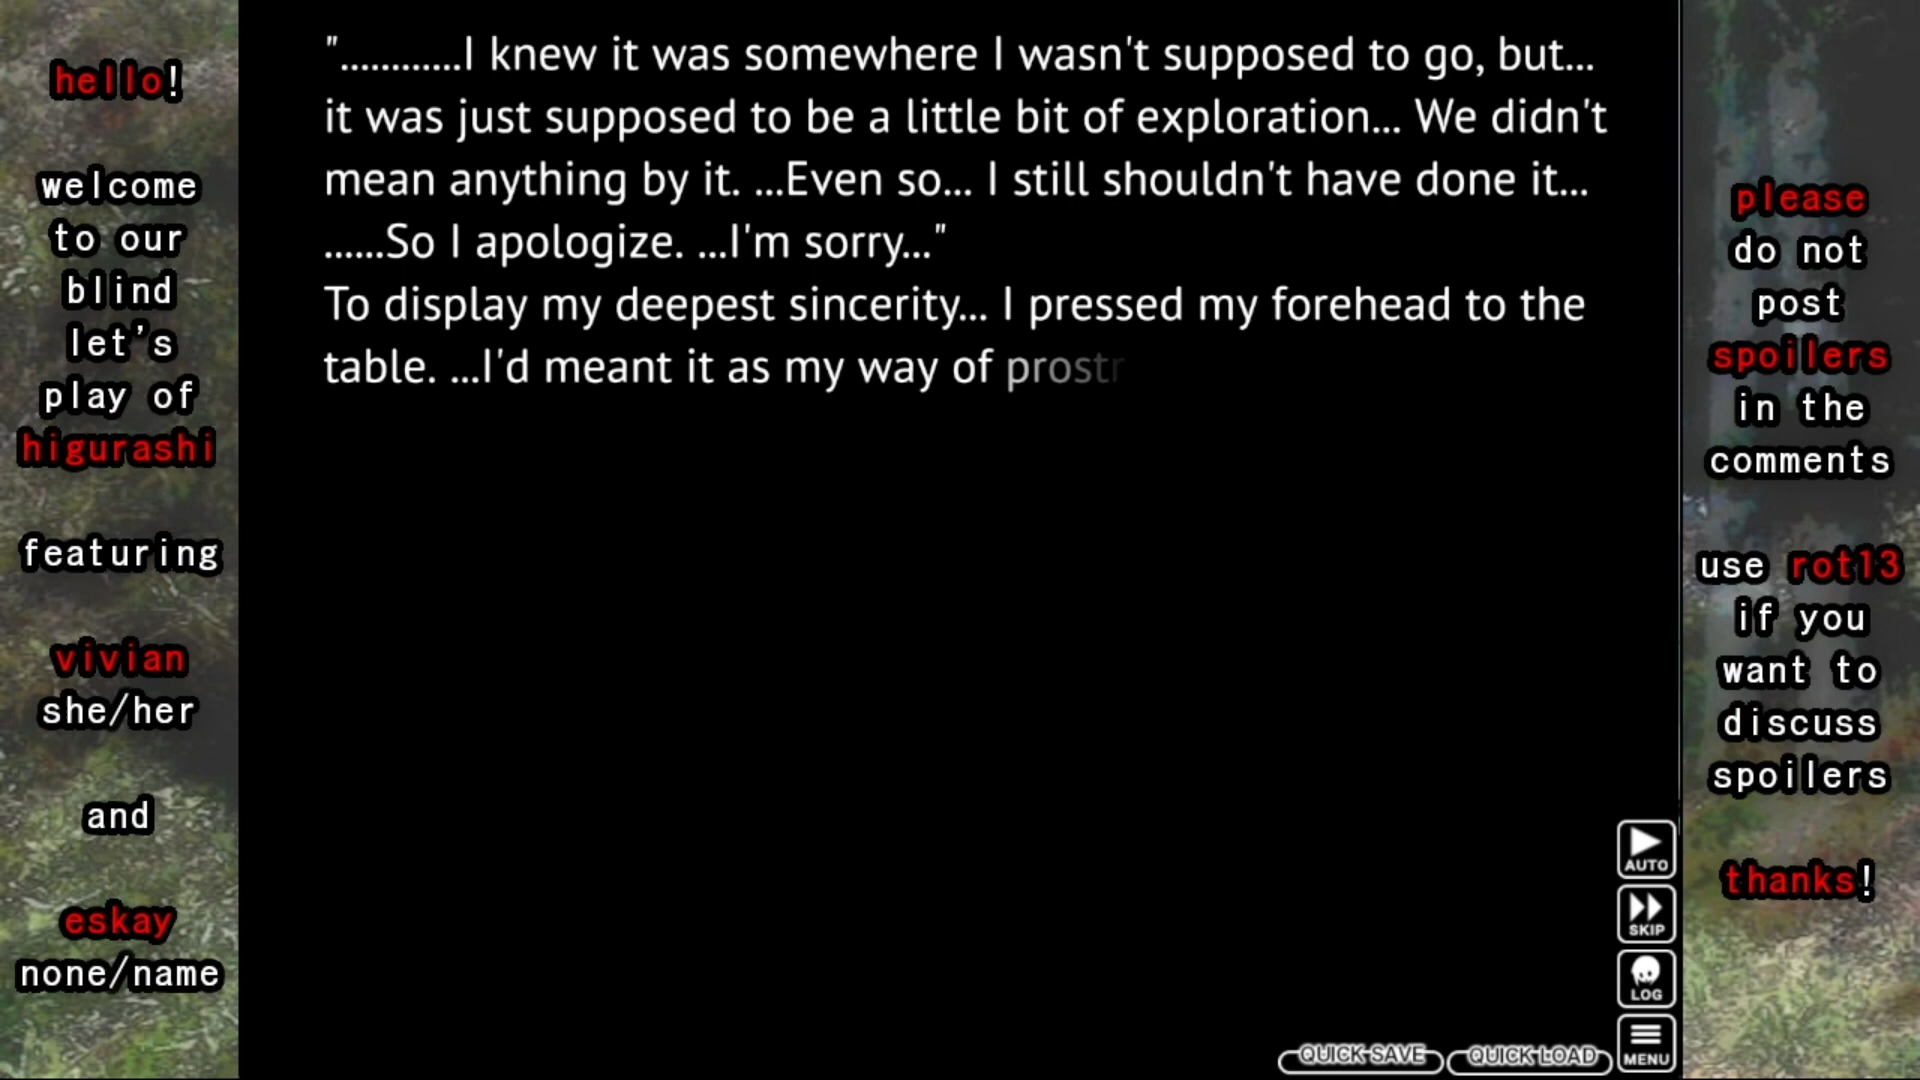 hello!
welcome
to our
blind
let's
play of
higurashi
featuring
vivian
she/her
and
eskay
none/name
"............I knew it was somewhere I wasn't supposed to go, but...
it was just supposed to be a little bit of exploration... We didn't
mean anything by it. ...Even so... I still shouldn't have done it...
......So I apologize. ...I'm sorry..."
To display my deepest sincerity... I pressed my forehead to the
table. ...I'd meant it as my way of prostr
AUTO
SKIP
LOG
MENU
QUICK SAVE
QUICK LOAD
please
do not
post
spoilers
in the
comments
use rot13
if you
want to
discuss
spoilers
thanks!